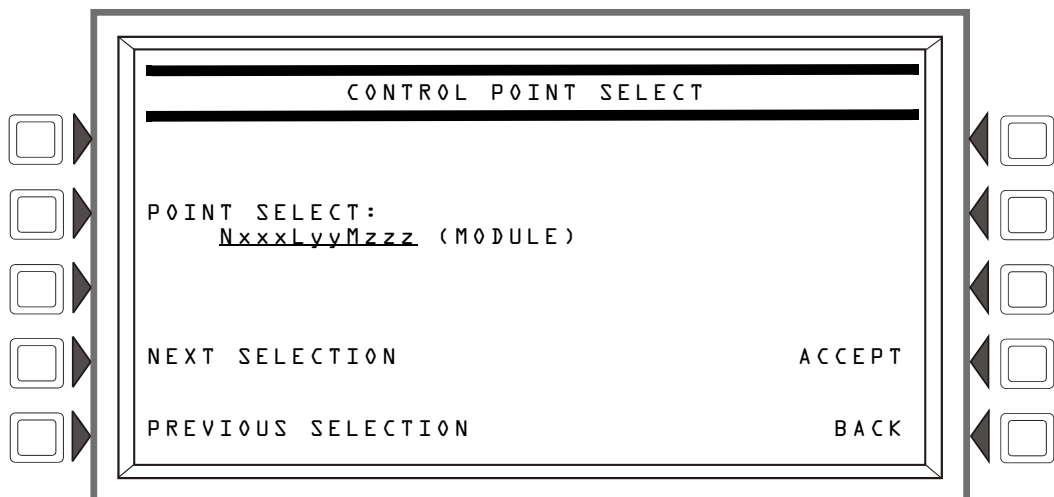 CONTROL POINT SELECT
POINT SELECT:
NxxxLyyMzzz (MODULE)
NEXT SELECTION ACCEPT
PREVIOUS SELECTION BACK